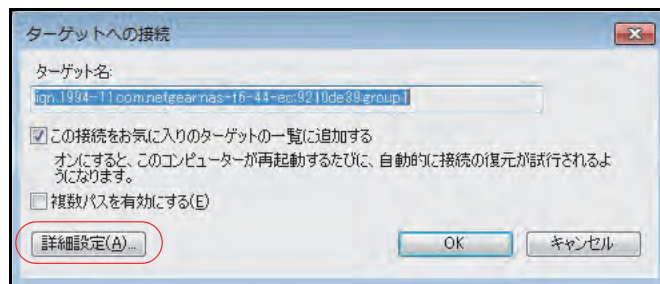 ターゲットへの接続
ターゲット名:
iqn.1994-11.com.netgear:nas-f6-44-ec:9210de39:group1
この接続をお気に入りのターゲットの一覧に追加する
オンにすると、このコンピューターが再起動するたびに、自動的に接続の復元が試行されるよ
うになります。
複数パスを有効にする(E)
詳細設定(A)...
OK
キャンセル